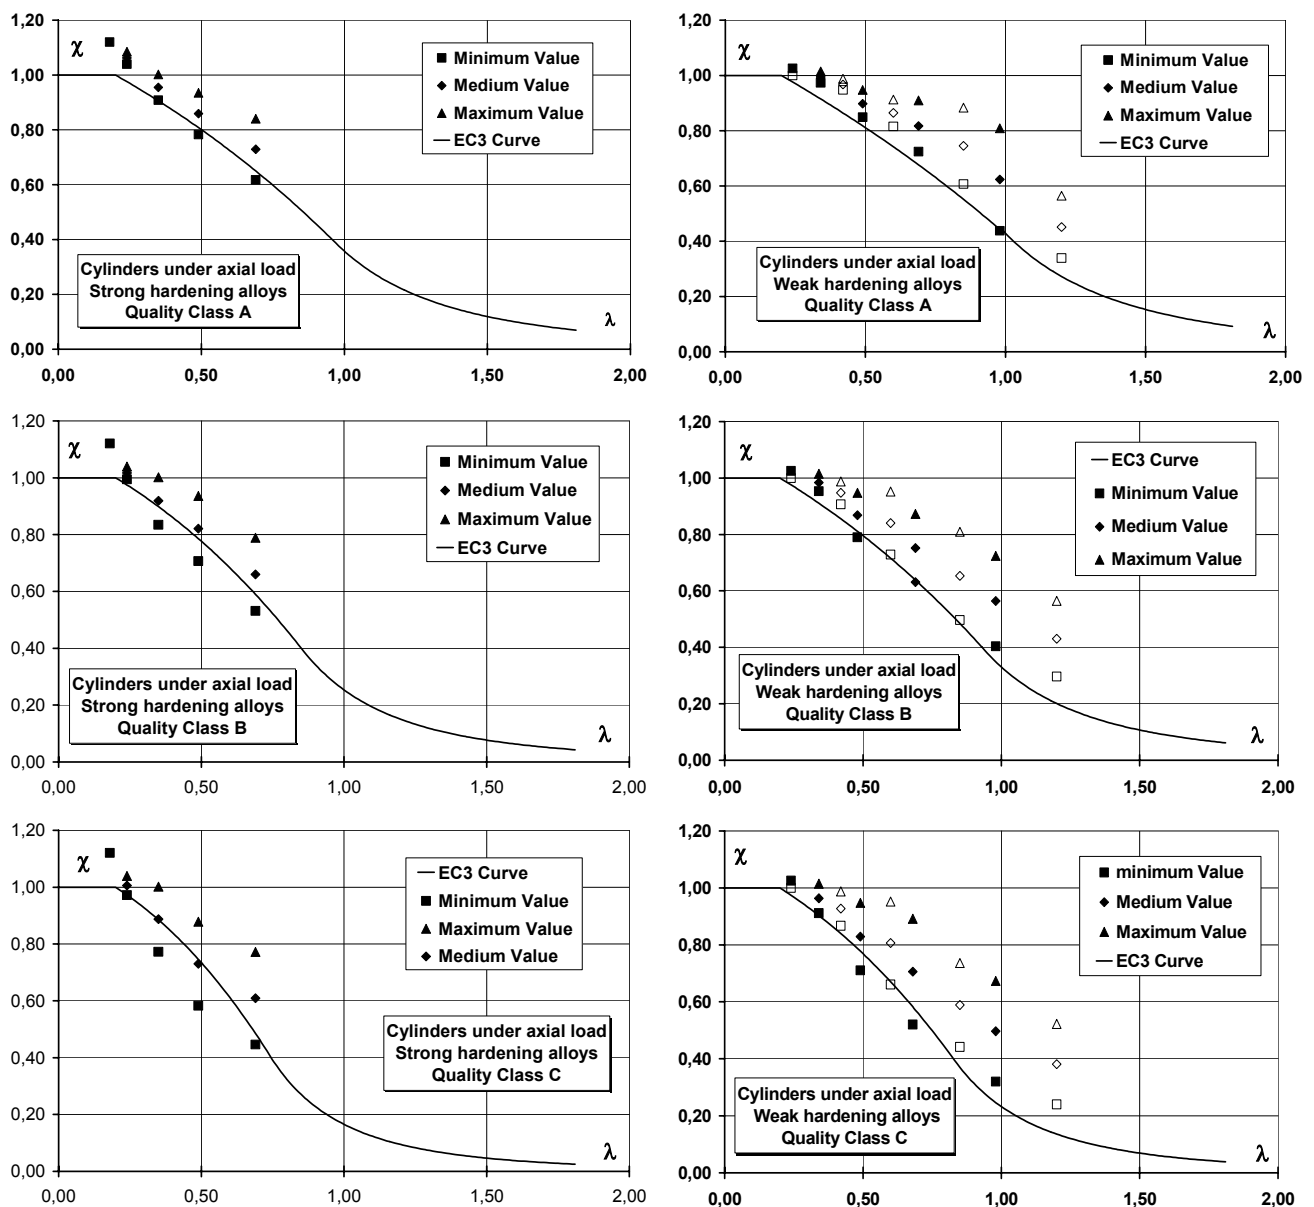 1,20
1,00
0,80
0,60
0,40
0,20
0,00
χ
Minimum Value
Medium Value
Maximum Value
EC3 Curve
Cylinders under axial load
Strong hardening alloys
Quality Class A
λ
0,00 0,50 1,00 1,50 2,00
1,20
1,00
0,80
0,60
0,40
0,20
0,00
χ
Minimum Value
Medium Value
Maximum Value
EC3 Curve
Cylinders under axial load
Weak hardening alloys
Quality Class A
λ
0,00 0,50 1,00 1,50 2,00
1,20
1,00
0,80
0,60
0,40
0,20
0,00
χ
Minimum Value
Medium Value
Maximum Value
EC3 Curve
Cylinders under axial load
Strong hardening alloys
Quality Class B
λ
0,00 0,50 1,00 1,50 2,00
1,20
1,00
0,80
0,60
0,40
0,20
0,00
χ
EC3 Curve
Minimum Value
Medium Value
Maximum Value
Cylinders under axial load
Weak hardening alloys
Quality Class B
λ
0,00 0,50 1,00 1,50 2,00
1,20
1,00
0,80
0,60
0,40
0,20
0,00
χ
EC3 Curve
Minimum Value
Maximum Value
Medium Value
Cylinders under axial load
Strong hardening alloys
Quality Class C
λ
0,00 0,50 1,00 1,50 2,00
1,20
1,00
0,80
0,60
0,40
0,20
0,00
χ
minimum Value
Medium Value
Maximum Value
EC3 Curve
Cylinders under axial load
Weak hardening alloys
Quality Class C
λ
0,00 0,50 1,00 1,50 2,00